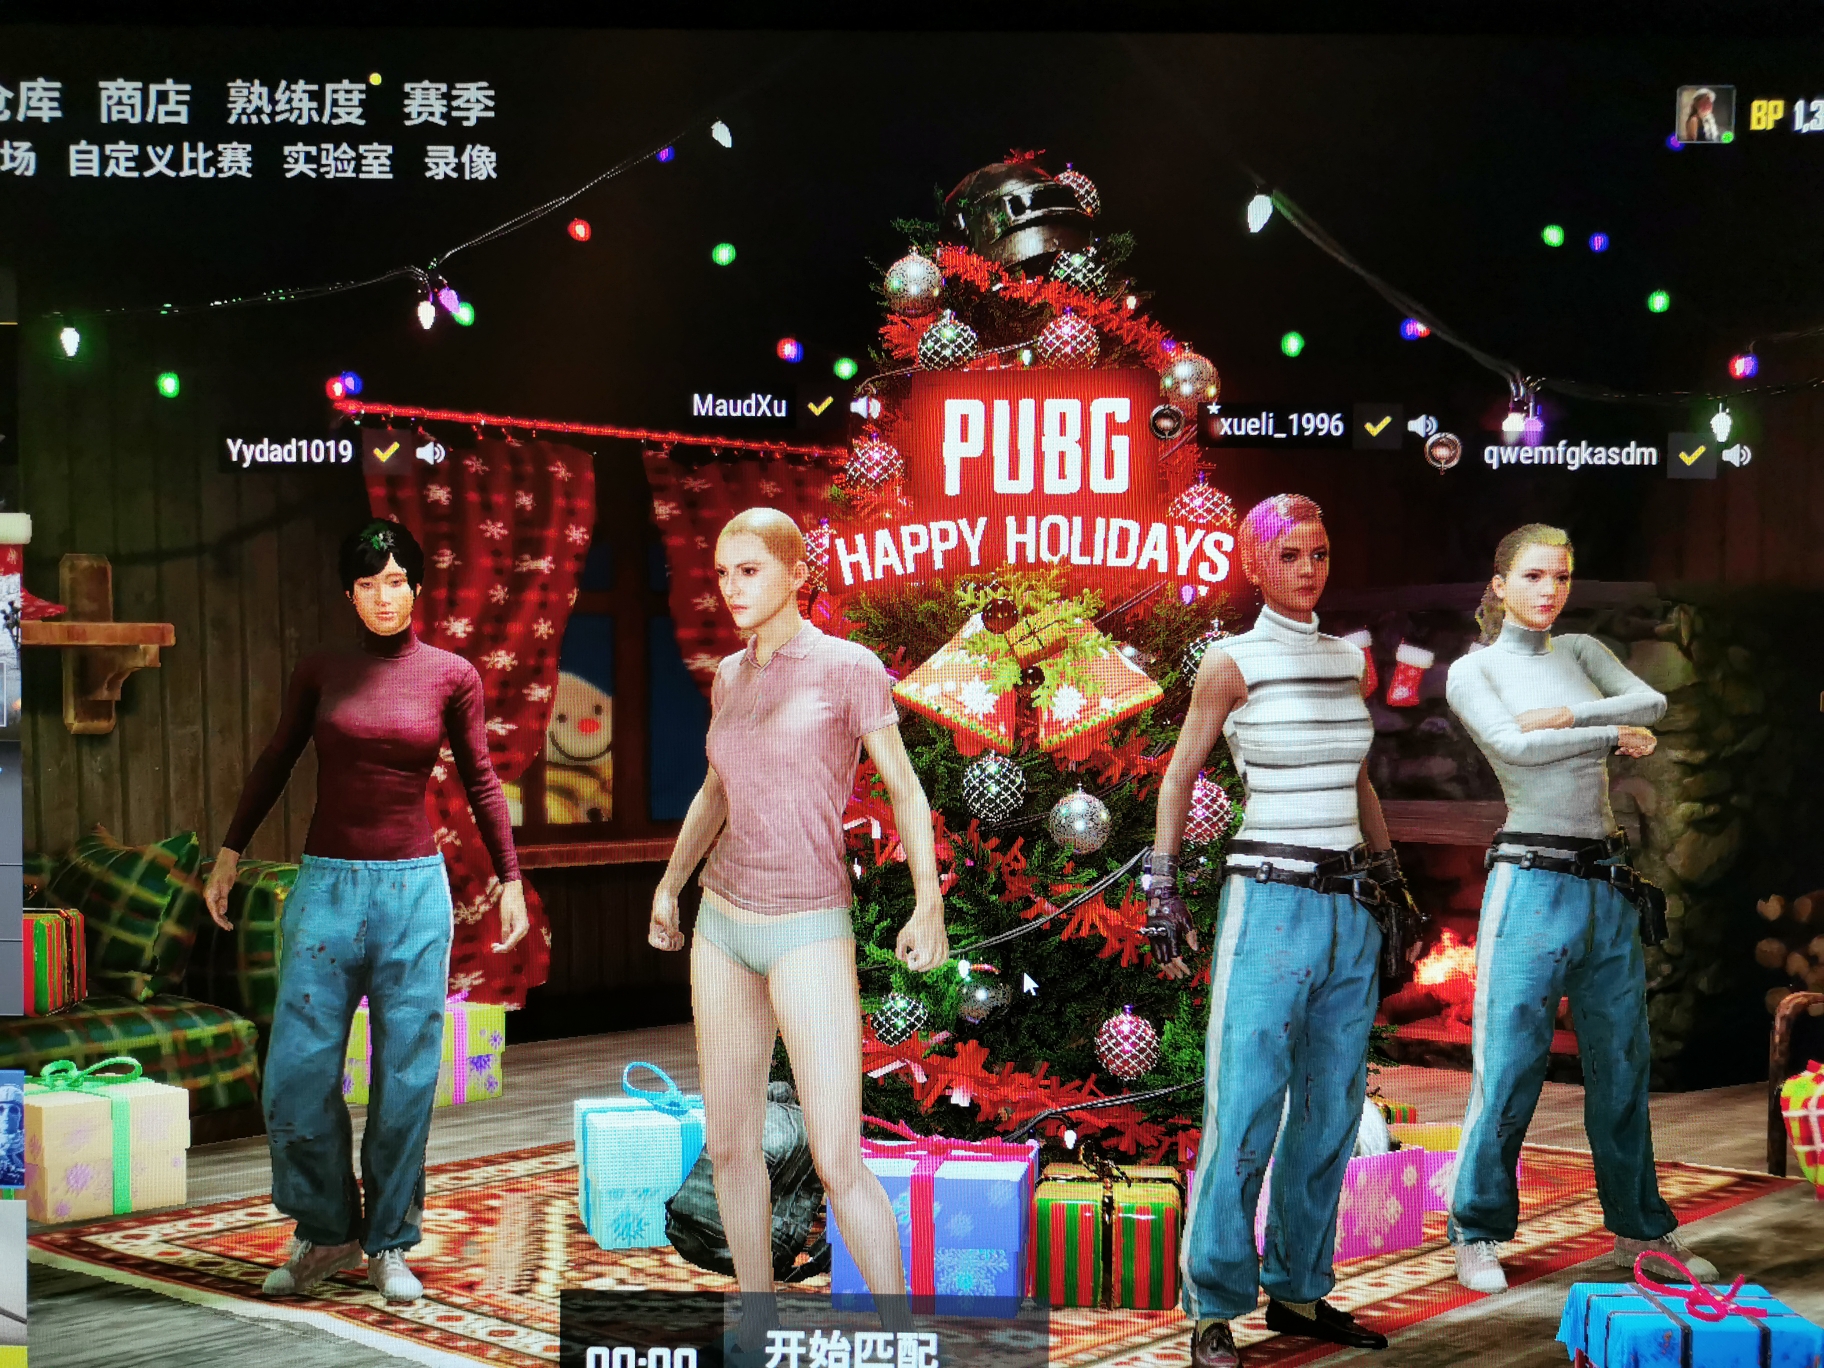 库 商店 熟练度 赛季
场 自定义比赛 实验室 录像
BP 1,3
MaudXu
Yydad1019
*xueli_1996
qwemfgkasdm
PUBG
HAPPY HOLIDAYS
00:00
开始匹配